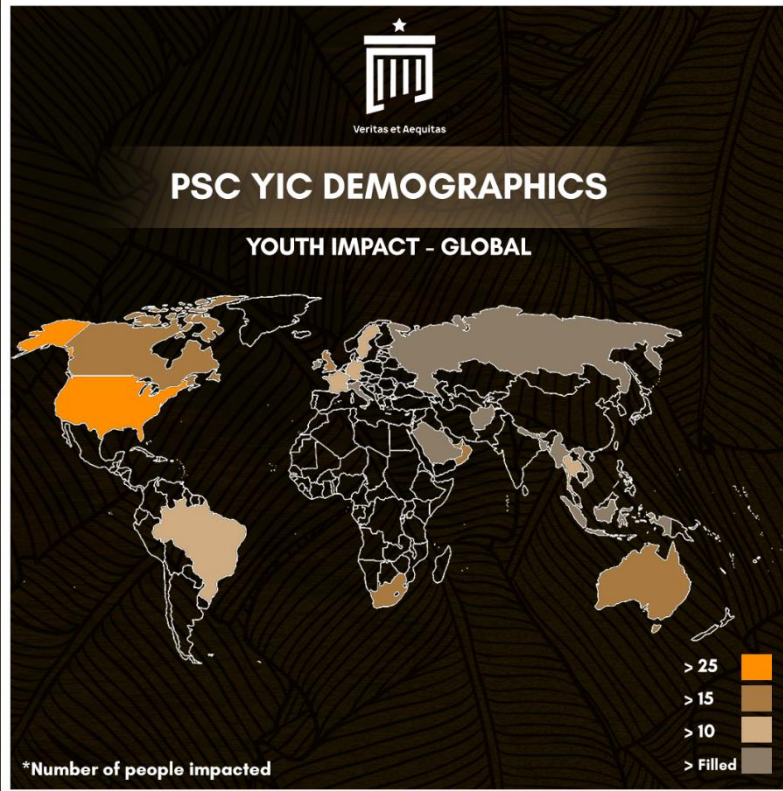 Veritas et Aequitas
PSC YIC DEMOGRAPHICS
YOUTH IMPACT - GLOBAL
> 25
> 15
> 10
> Filled
*Number of people impacted